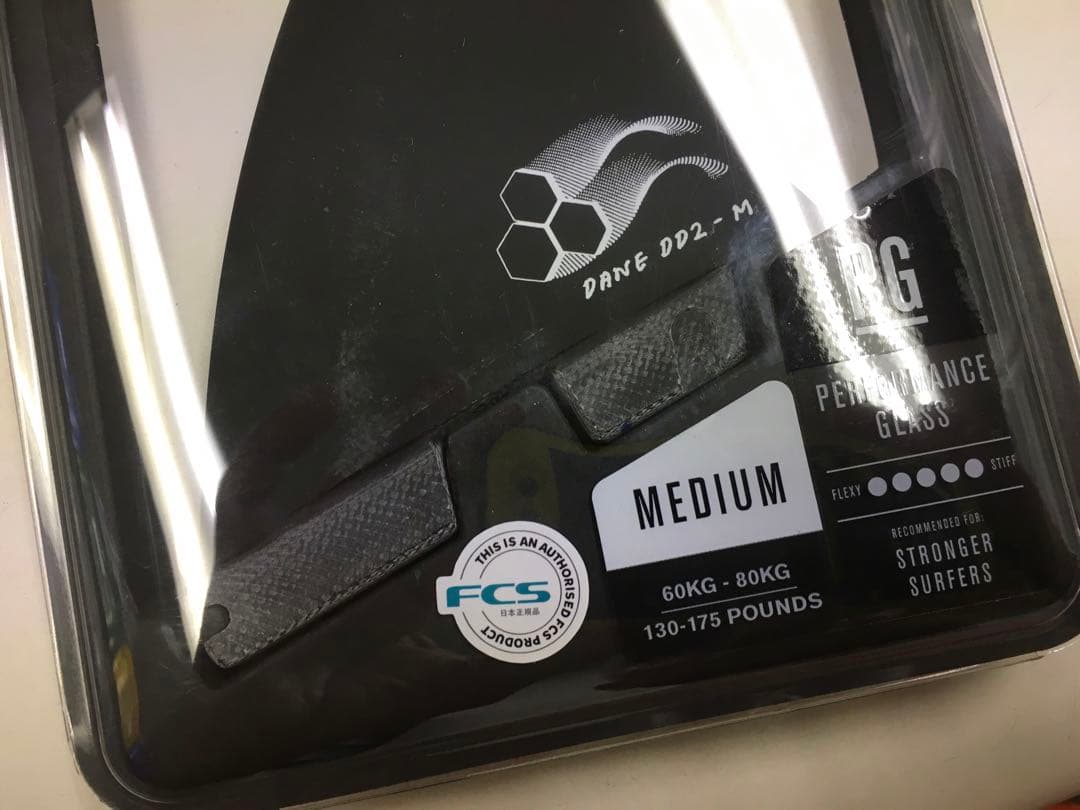 DANE DD2 - M
PG
PERFORMANCE
GLASS
FLEXY
STIFF
RECOMMENDED FOR:
STRONGER
SURFERS
MEDIUM
60KG - 80KG
130-175 POUNDS
THIS IS AN AUTHORISED FCS PRODUCT
FCS
日本正規品